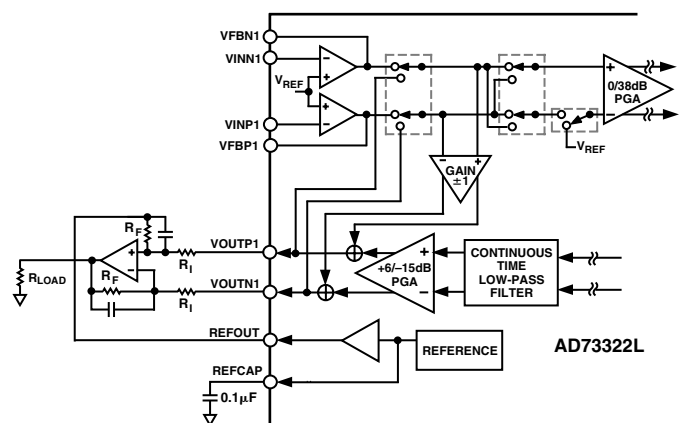 VFBN1
VINN1
VREF
VINP1
VFBP1
0/38dB
PGA
VREF
GAIN
±1
RF
VOUTP1
RI
+6/–15dB
PGA
CONTINUOUS
TIME
LOW-PASS
FILTER
RLOAD
RF
VOUTN1
RI
REFOUT
REFERENCE
AD73322L
REFCAP
0.1µF